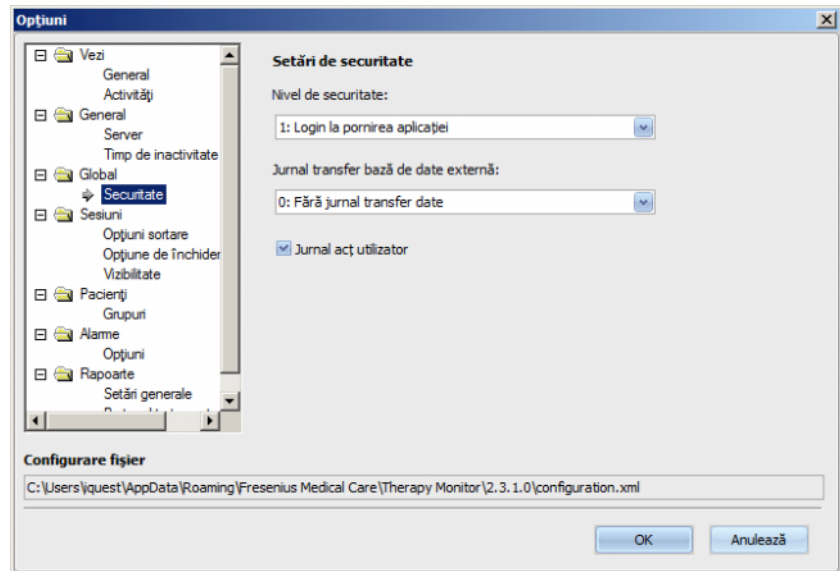 Opțiuni
Vezi
General
Activități
General
Server
Timp de inactivitate
Global
Securitate
Sesiuni
Opțiuni sortare
Opțiune de închider
Vizibilitate
Pacienți
Grupuri
Alarme
Opțiuni
Rapoarte
Setări generale
Setări de securitate
Nivel de securitate:
1: Login la pornirea aplicației
Jurnal transfer bază de date externă:
0: Fără jurnal transfer date
Jurnal acț utilizator
Configurare fișier
C:\Users\iquest\AppData\Roaming\Fresenius Medical Care\Therapy Monitor\2.3.1.0\configuration.xml
OK
Anulează